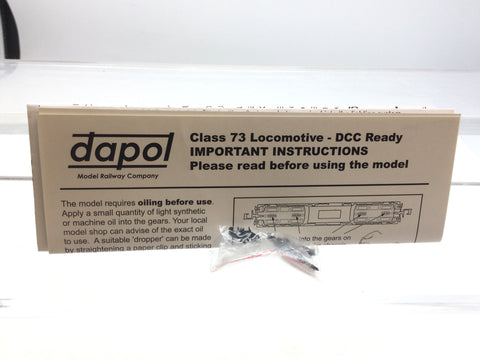 dapol
Model Railway Company
Class 73 Locomotive - DCC Ready
IMPORTANT INSTRUCTIONS
Please read before using the model
The model requires oiling before use.
Apply a small quantity of light synthetic
or machine oil into the gears. Your local
model shop can advise of the exact oil
to use. A suitable 'dropper' can be made
by straightening a paper clip and sticking
into the gears on